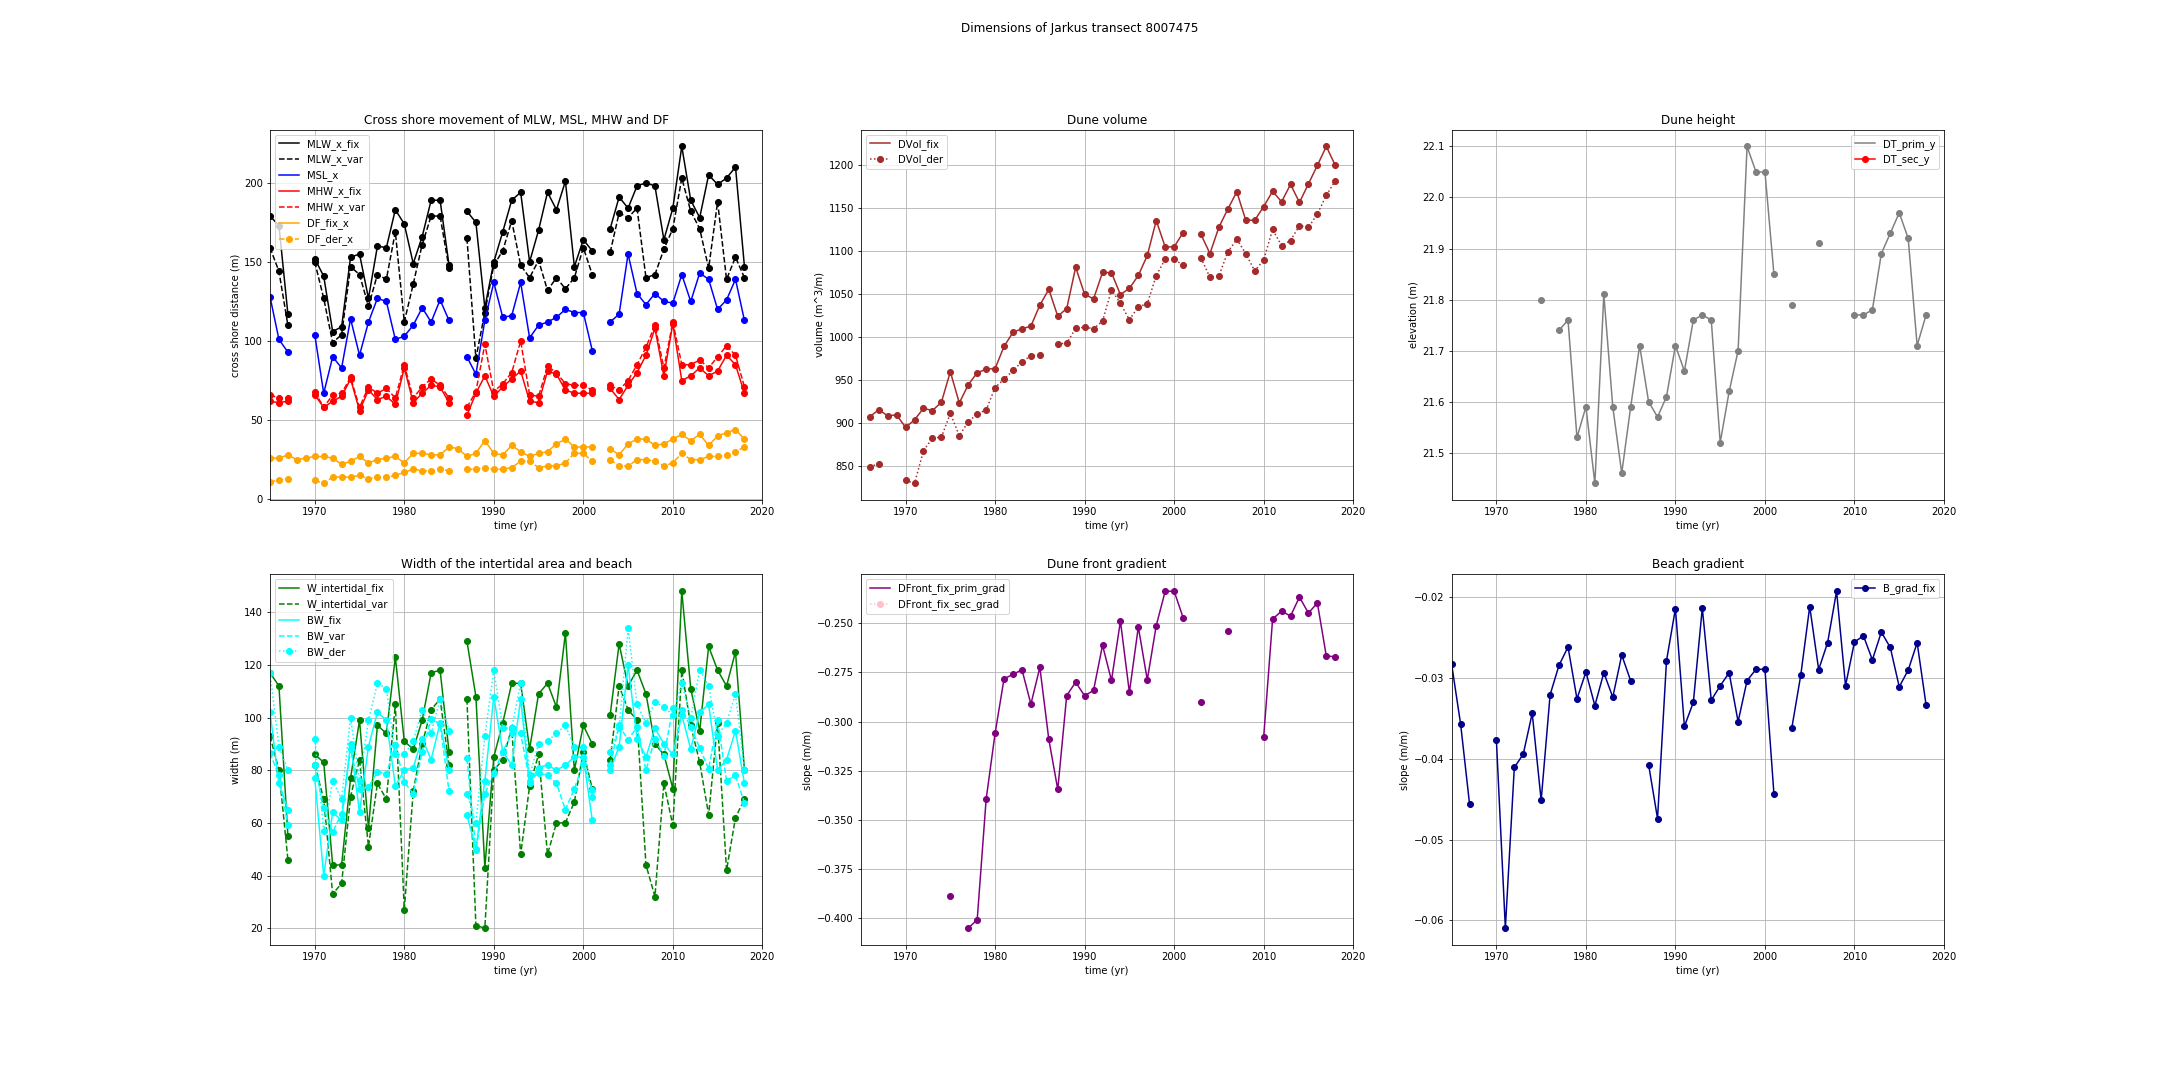 Dimensions of Jarkus transect 8007475
Cross shore movement of MLW, MSL, MHW and DF
MLW_x_fix
MLW_x_var
MSL_x
MHW_x_fix
MHW_x_var
DF_fix_x
DF_der_x
cross shore distance (m)
200
150
100
50
0
1970 1980 1990 2000 2010 2020
time (yr)
Dune volume
DVol_fix
DVol_der
volume (m^3/m)
1200
1150
1100
1050
1000
950
900
850
1970 1980 1990 2000 2010 2020
time (yr)
Dune height
DT_prim_y
DT_sec_y
elevation (m)
22.1
22.0
21.9
21.8
21.7
21.6
21.5
1970 1980 1990 2000 2010 2020
time (yr)
Width of the intertidal area and beach
W_intertidal_fix
W_intertidal_var
BW_fix
BW_var
BW_der
width (m)
140
120
100
80
60
40
20
1970 1980 1990 2000 2010 2020
time (yr)
Dune front gradient
DFront_fix_prim_grad
DFront_fix_sec_grad
slope (m/m)
−0.250
−0.275
−0.300
−0.325
−0.350
−0.375
−0.400
1970 1980 1990 2000 2010 2020
time (yr)
Beach gradient
B_grad_fix
slope (m/m)
−0.02
−0.03
−0.04
−0.05
−0.06
1970 1980 1990 2000 2010 2020
time (yr)